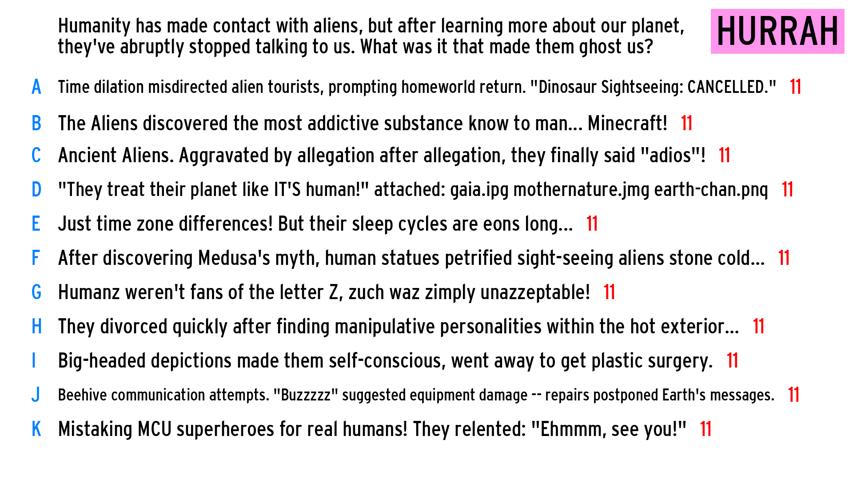 Humanity has made contact with aliens, but after learning more about our planet,
they've abruptly stopped talking to us. What was it that made them ghost us?
HURRAH
A Time dilation misdirected alien tourists, prompting homeworld return. "Dinosaur Sightseeing: CANCELLED." 11
B The Aliens discovered the most addictive substance know to man... Minecraft! 11
C Ancient Aliens. Aggravated by allegation after allegation, they finally said "adios"! 11
D "They treat their planet like IT'S human!" attached: gaia.ipg mothernature.jmg earth-chan.pnq 11
E Just time zone differences! But their sleep cycles are eons long... 11
F After discovering Medusa's myth, human statues petrified sight-seeing aliens stone cold... 11
G Humanz weren't fans of the letter Z, zuch waz zimply unazzeptable! 11
H They divorced quickly after finding manipulative personalities within the hot exterior... 11
I Big-headed depictions made them self-conscious, went away to get plastic surgery. 11
J Beehive communication attempts. "Buzzzzz" suggested equipment damage -- repairs postponed Earth's messages. 11
K Mistaking MCU superheroes for real humans! They relented: "Ehmmm, see you!" 11